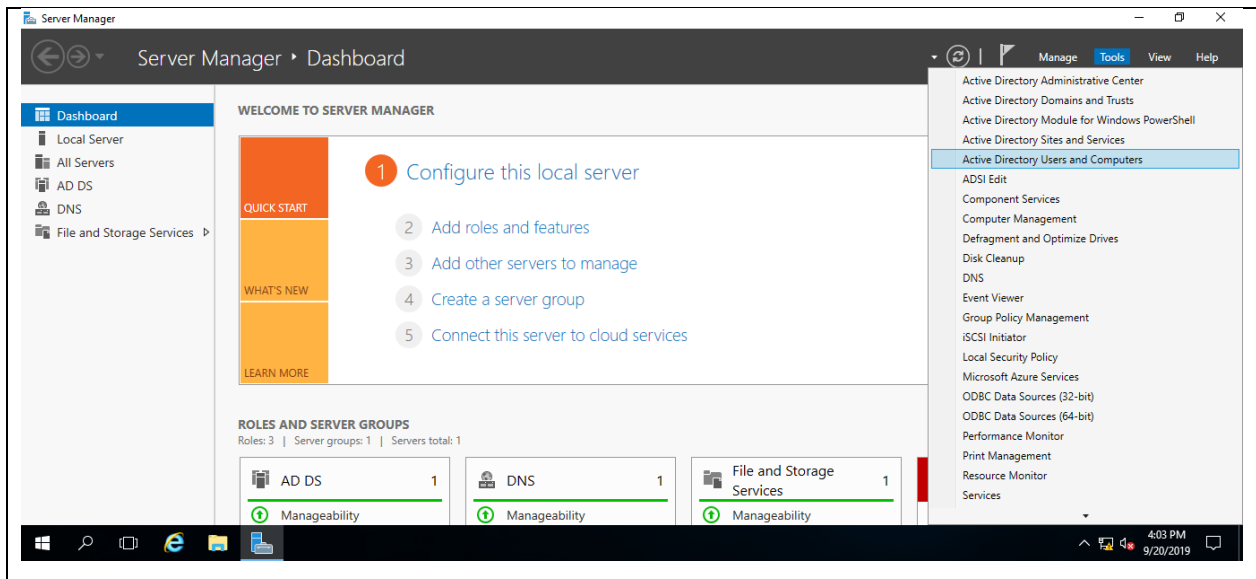 Server Manager
Server Manager • Dashboard
Manage Tools View Help
Dashboard
Local Server
All Servers
AD DS
DNS
File and Storage Services
WELCOME TO SERVER MANAGER
QUICK START
WHAT'S NEW
LEARN MORE
1 Configure this local server
2 Add roles and features
3 Add other servers to manage
4 Create a server group
5 Connect this server to cloud services
ROLES AND SERVER GROUPS
Roles: 3 | Server groups: 1 | Servers total: 1
AD DS 1
Manageability
DNS 1
Manageability
File and Storage
Services 1
Manageability
Active Directory Administrative Center
Active Directory Domains and Trusts
Active Directory Module for Windows PowerShell
Active Directory Sites and Services
Active Directory Users and Computers
ADSI Edit
Component Services
Computer Management
Defragment and Optimize Drives
Disk Cleanup
DNS
Event Viewer
Group Policy Management
iSCSI Initiator
Local Security Policy
Microsoft Azure Services
ODBC Data Sources (32-bit)
ODBC Data Sources (64-bit)
Performance Monitor
Print Management
Resource Monitor
Services
4:03 PM
9/20/2019